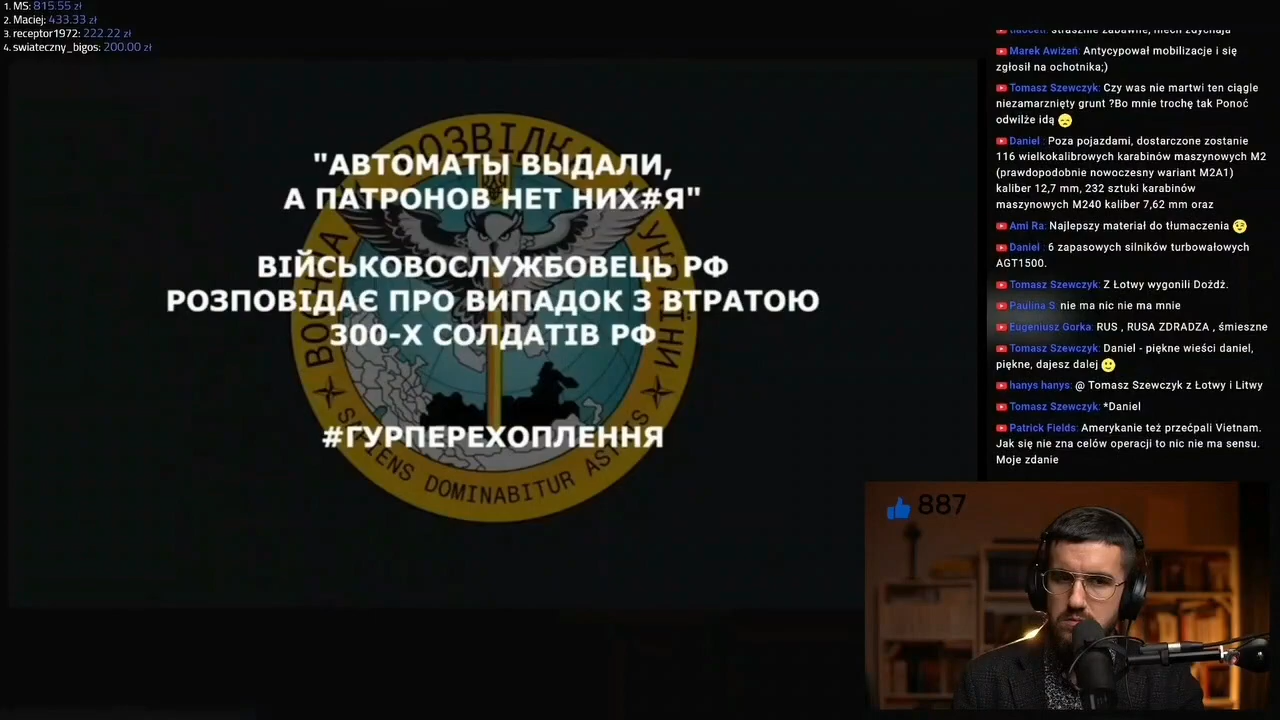 1. MS: 815.55 zł
2. Maciej: 433.33 zł
3. receptor1972: 222.22 zł
4. swiateczny_bigos: 200.00 zł
ВОЄННА РОЗВІДКА УКРАЇНИ
"АВТОМАТЫ ВЫДАЛИ,
А ПАТРОНОВ НЕТ НИХ#Я"
ВІЙСЬКОВОСЛУЖБОВЕЦЬ РФ
РОЗПОВІДАЄ ПРО ВИПАДОК З ВТРАТОЮ
300-Х СОЛДАТІВ РФ
#ГУРПЕРЕХОПЛЕННЯ
SAPIENS DOMINABITUR ASTRIS
Marek Awiżeń: Antycypował mobilizacje i się
zgłosił na ochotnika;)
Tomasz Szewczyk: Czy was nie martwi ten ciągle
niezamarznięty grunt ?Bo mnie trochę tak Ponoć
odwilże idą
Daniel : Poza pojazdami, dostarczone zostanie
116 wielkokalibrowych karabinów maszynowych M2
(prawdopodobnie nowoczesny wariant M2A1)
kaliber 12,7 mm, 232 sztuki karabinów
maszynowych M240 kaliber 7,62 mm oraz
Ami Ra: Najlepszy materiał do tłumaczenia
Daniel : 6 zapasowych silników turbowałowych
AGT1500.
Tomasz Szewczyk: Z Łotwy wygonili Dożdż.
Paulina S: nie ma nic nie ma mnie
Eugeniusz Gorka: RUS , RUSA ZDRADZA , śmieszne
Tomasz Szewczyk: Daniel - piękne wieści daniel,
piękne, dajesz dalej
hanys hanys: @ Tomasz Szewczyk z Łotwy i Litwy
Tomasz Szewczyk: *Daniel
Patrick Fields: Amerykanie też przećpali Vietnam.
Jak się nie zna celów operacji to nic nie ma sensu.
Moje zdanie
887